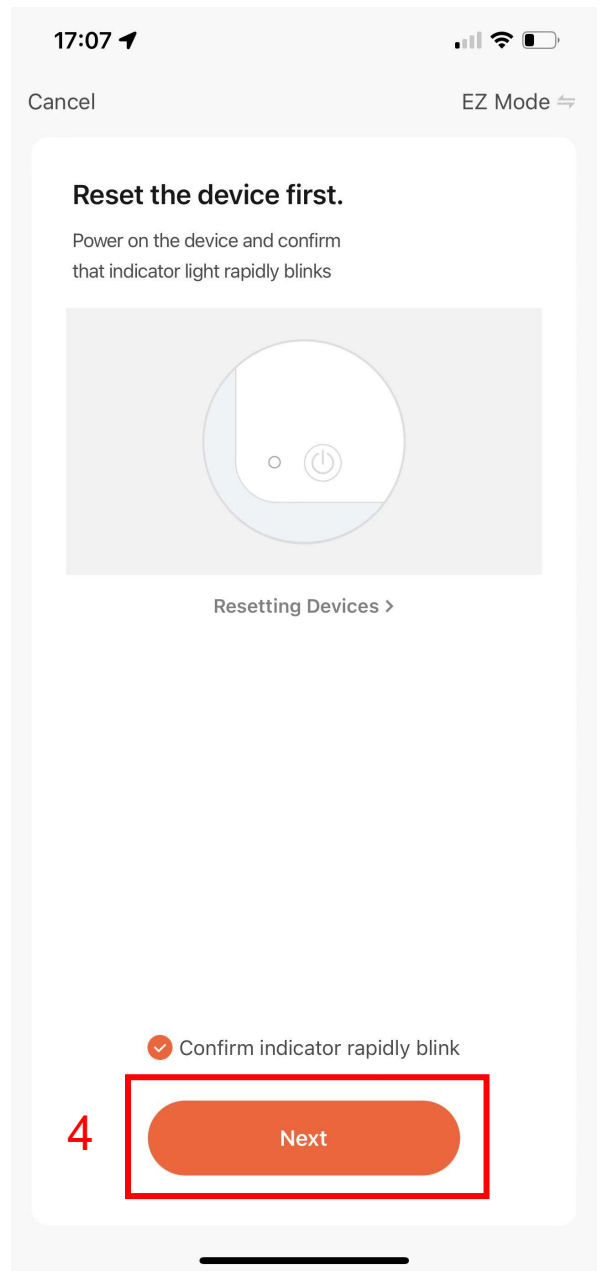 17:07
Cancel
EZ Mode
Reset the device first.
Power on the device and confirm
that indicator light rapidly blinks
Resetting Devices >
Confirm indicator rapidly blink
4
Next